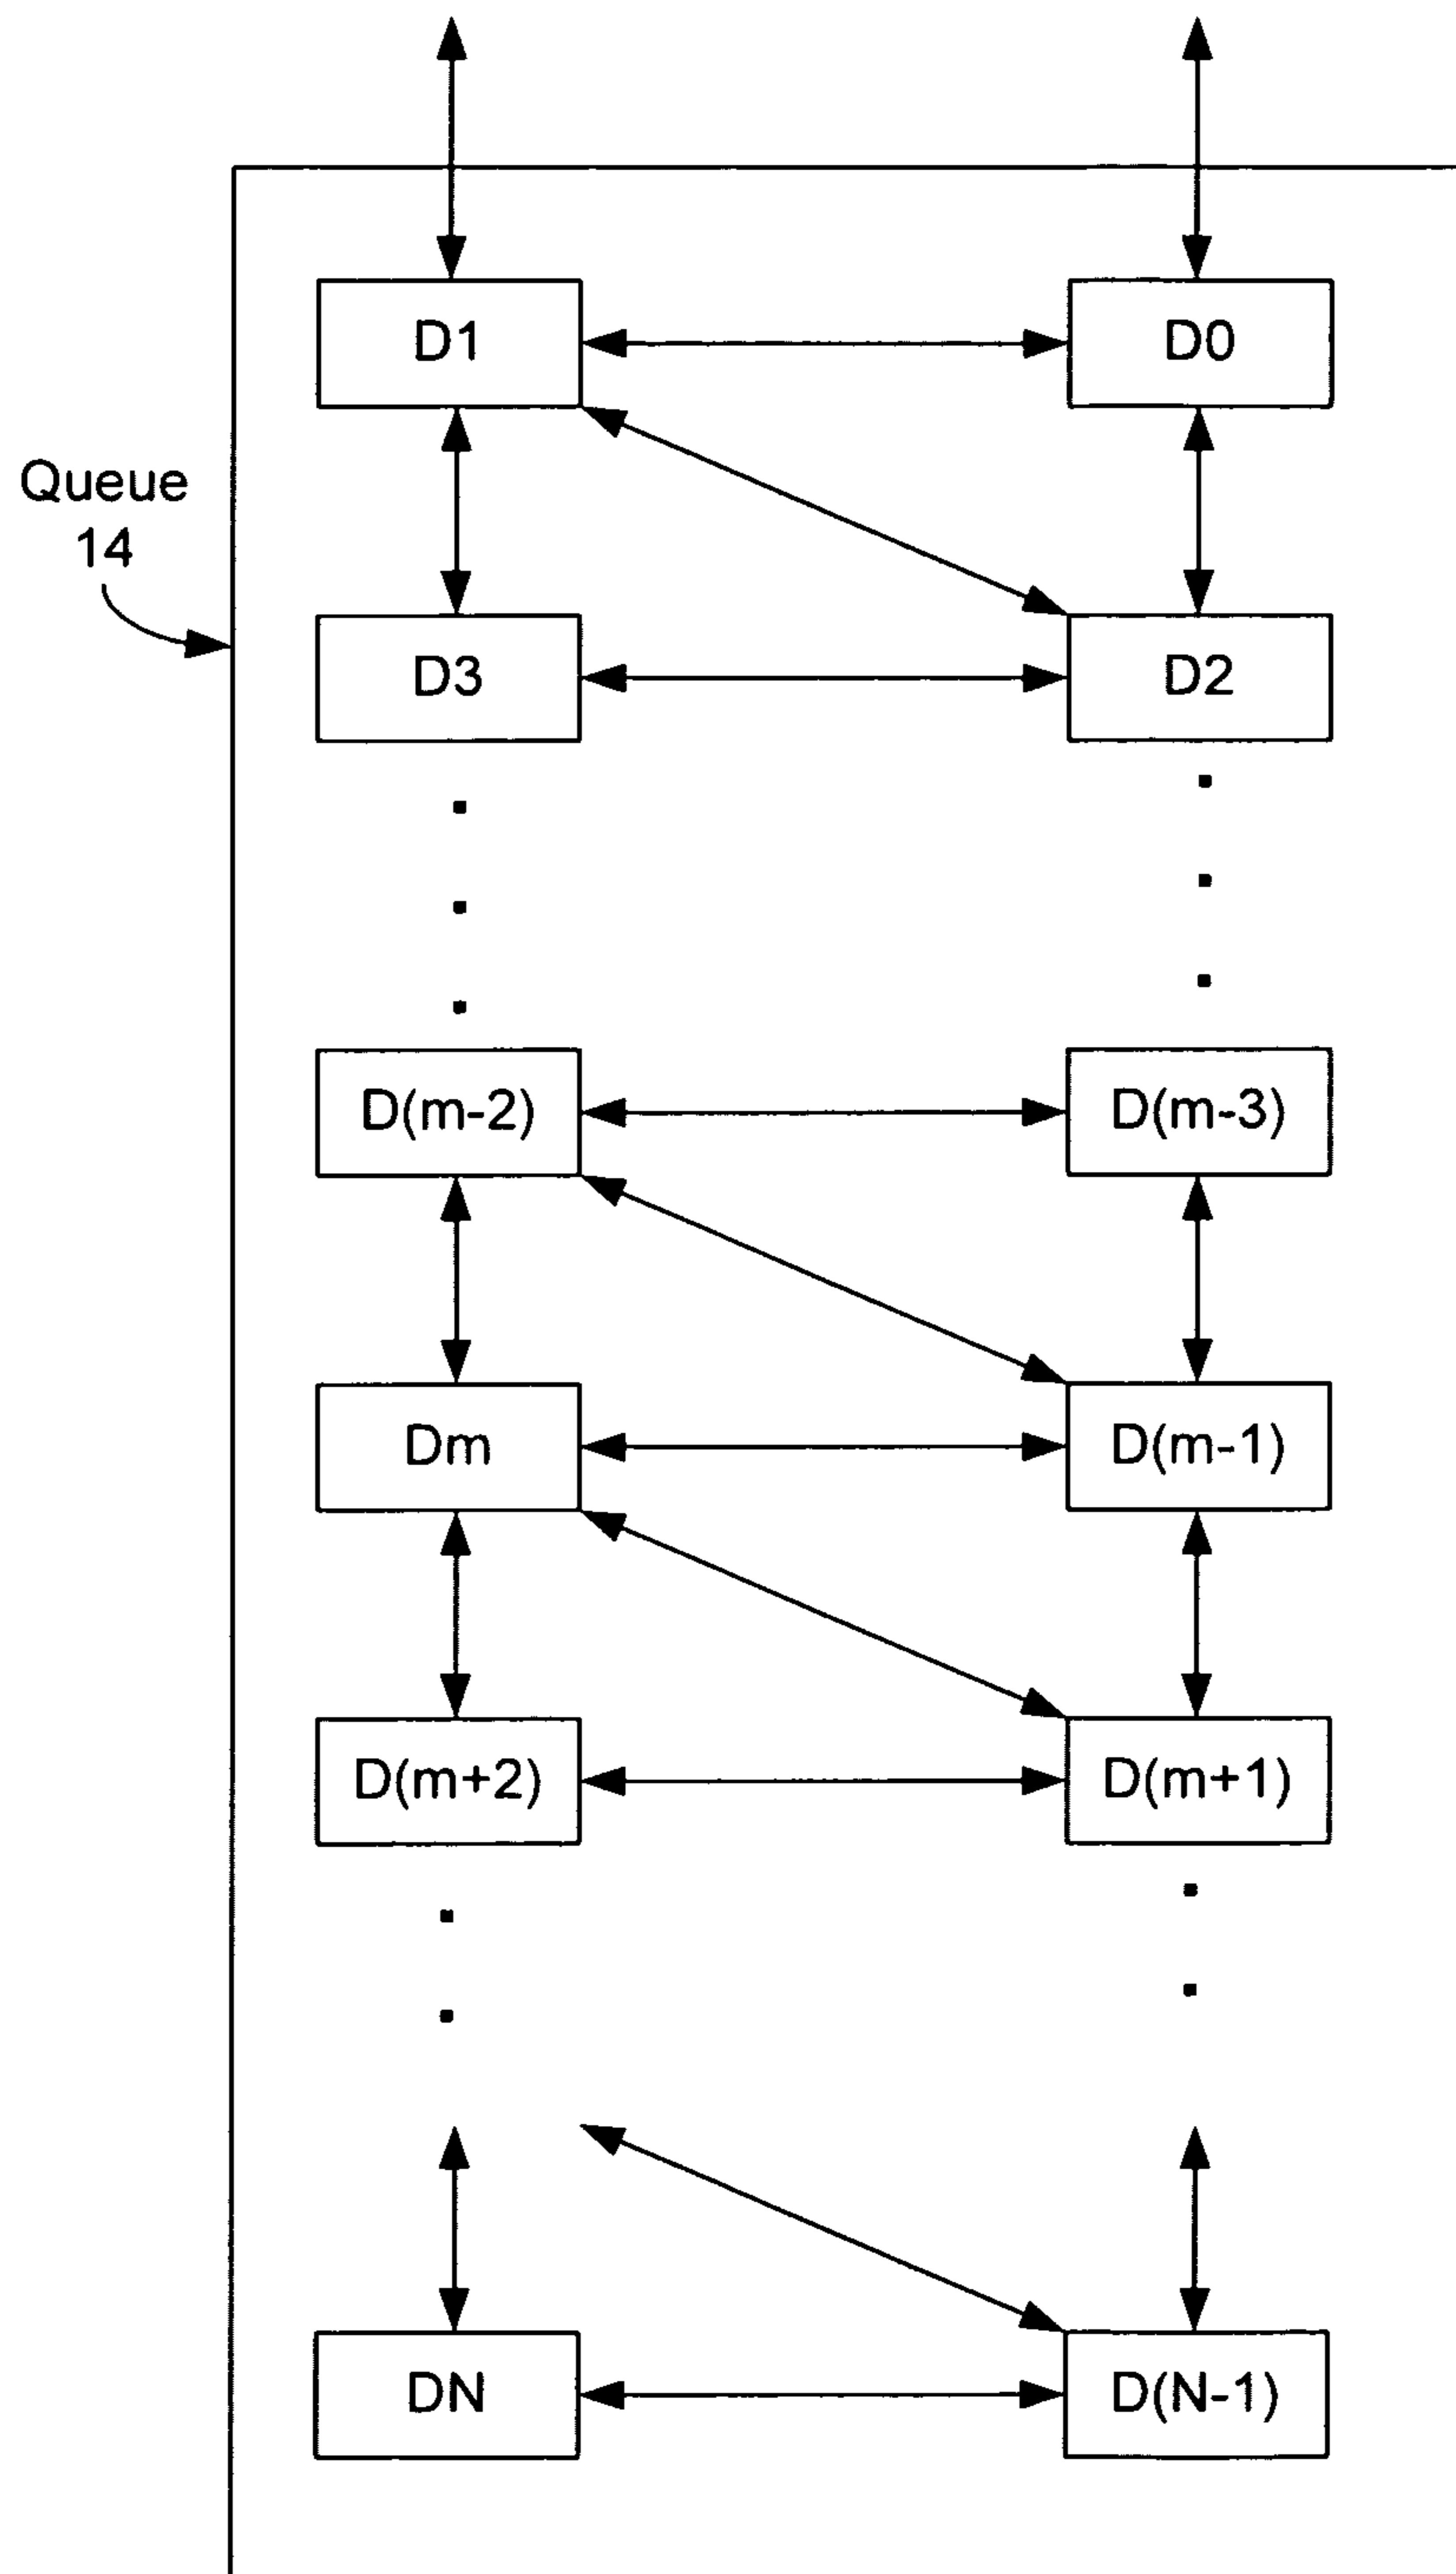 D1
D0
Queue
14
D3
D2
D(m-2)
D(m-3)
Dm
D(m-1)
D(m+2)
D(m+1)
DN
D(N-1)